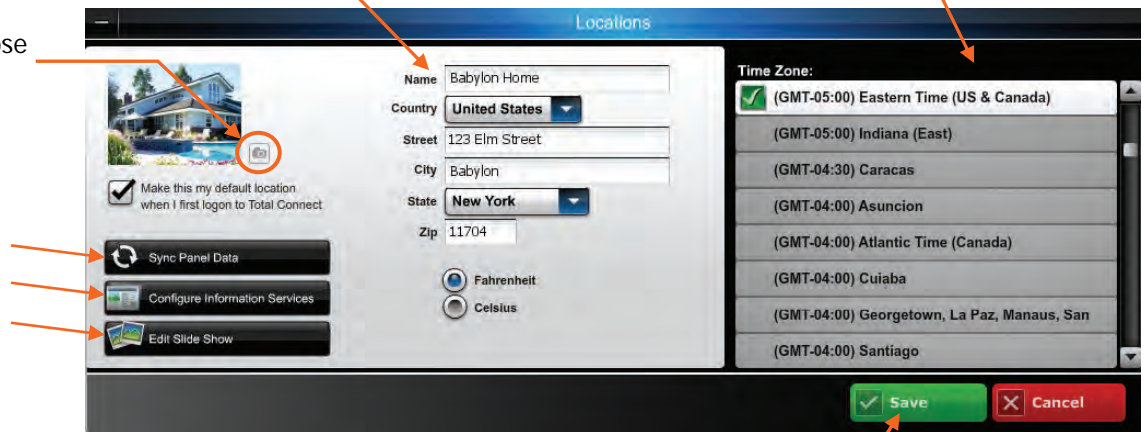 Locations
ose
Name Babylon Home
Country United States
Street 123 Elm Street
City Babylon
State New York
Zip 11704
Fahrenheit
Celsius
Make this my default location
when I first logon to Total Connect
Sync Panel Data
Configure Information Services
Edit Slide Show
Time Zone:
(GMT-05:00) Eastern Time (US & Canada)
(GMT-05:00) Indiana (East)
(GMT-04:30) Caracas
(GMT-04:00) Asuncion
(GMT-04:00) Atlantic Time (Canada)
(GMT-04:00) Cuiaba
(GMT-04:00) Georgetown, La Paz, Manaus, San
(GMT-04:00) Santiago
Save
Cancel